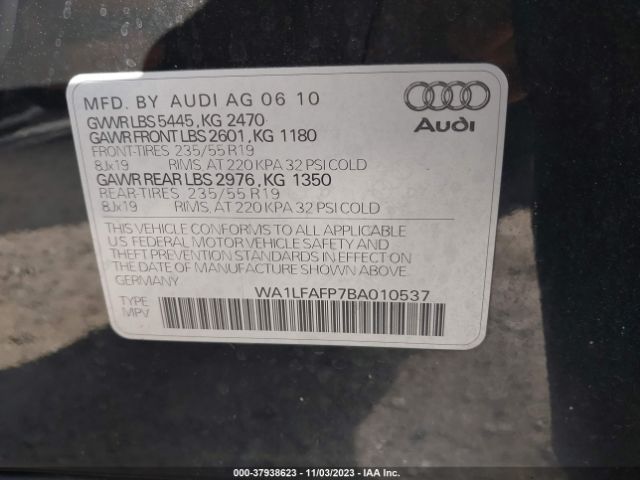 MFD. BY AUDI AG 06 10
GVWR LBS 5445, KG 2470
GAWR FRONT LBS 2601, KG 1180
FRONT-TIRES 235/55 R19
8Jx19 RIMS, AT 220 KPA 32 PSI COLD
GAWR REAR LBS 2976, KG 1350
REAR-TIRES 235/55 R19
8Jx19 RIMS, AT 220 KPA 32 PSI COLD
Audi
THIS VEHICLE CONFORMS TO ALL APPLICABLE
US FEDERAL MOTOR VEHICLE SAFETY AND
THEFT PREVENTION STANDARDS IN EFFECT ON
THE DATE OF MANUFACTURE SHOWN ABOVE.
GERMANY
WA1LFAFP7BA010537
TYPE
MPV
000-37938623 - 11/03/2023 - IAA Inc.